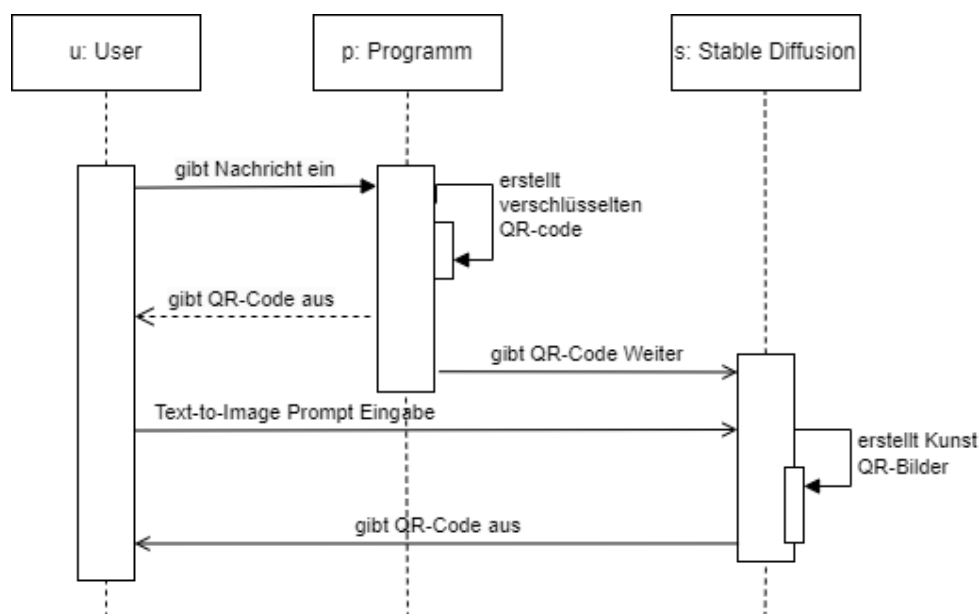 u: User
p: Programm
s: Stable Diffusion
gibt Nachricht ein
erstellt
verschlüsselten
QR-code
gibt QR-Code aus
gibt QR-Code Weiter
Text-to-Image Prompt Eingabe
erstellt Kunst
QR-Bilder
gibt QR-Code aus